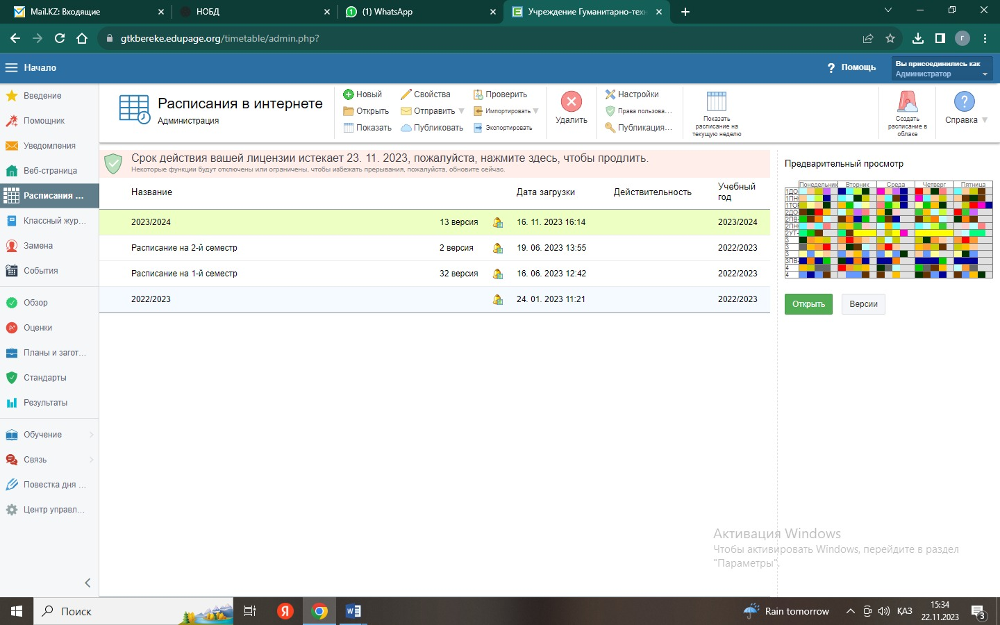 Mail.KZ: Входящие
НОБД
(1) WhatsApp
Учреждение Гуманитарно-техн
gtkbereke.edupage.org/timetable/admin.php?
г
Начало
? Помощь
Вы присоединились как
Администратор
Введение
Помощник
Уведомления
Веб-страница
Расписания ...
Классный жур...
Замена
События
Обзор
Оценки
Планы и загот...
Стандарты
Результаты
Обучение
Связь
Повестка дня ...
Центр управл...
Расписания в интернете
Администрация
Новый
Открыть
Показать
Свойства
Отправить
Публиковать
Проверить
Импортировать
Экспортировать
Удалить
Настройки
Права пользова...
Публикация...
Показать
расписание на
текущую неделю
Создать
расписание в
облаке
Справка
Срок действия вашей лицензии истекает 23. 11. 2023, пожалуйста, нажмите здесь, чтобы продлить.
Некоторые функции будут отключены или ограничены, чтобы избежать прерывания, пожалуйста, обновите сейчас.
Название Дата загрузки Действительность Учебный
год
2023/2024 13 версия 16. 11. 2023 16:14 2023/2024
Расписание на 2-й семестр 2 версия 19. 06. 2023 13:55 2022/2023
Расписание на 1-й семестр 32 версия 16. 06. 2023 12:42 2022/2023
2022/2023 24. 01. 2023 11:21 2022/2023
Предварительный просмотр
Понедельник Вторник Среда Четверг Пятница
1ДО
1ПН
1ТО
2ДО
2ПВ
2ПН
2УТ-
3
3
3
3ПВ
4
4
Открыть Версии
Активация Windows
Чтобы активировать Windows, перейдите в раздел
"Параметры".
Поиск
Я
Rain tomorrow
ҚАЗ
15:34
22.11.2023
3